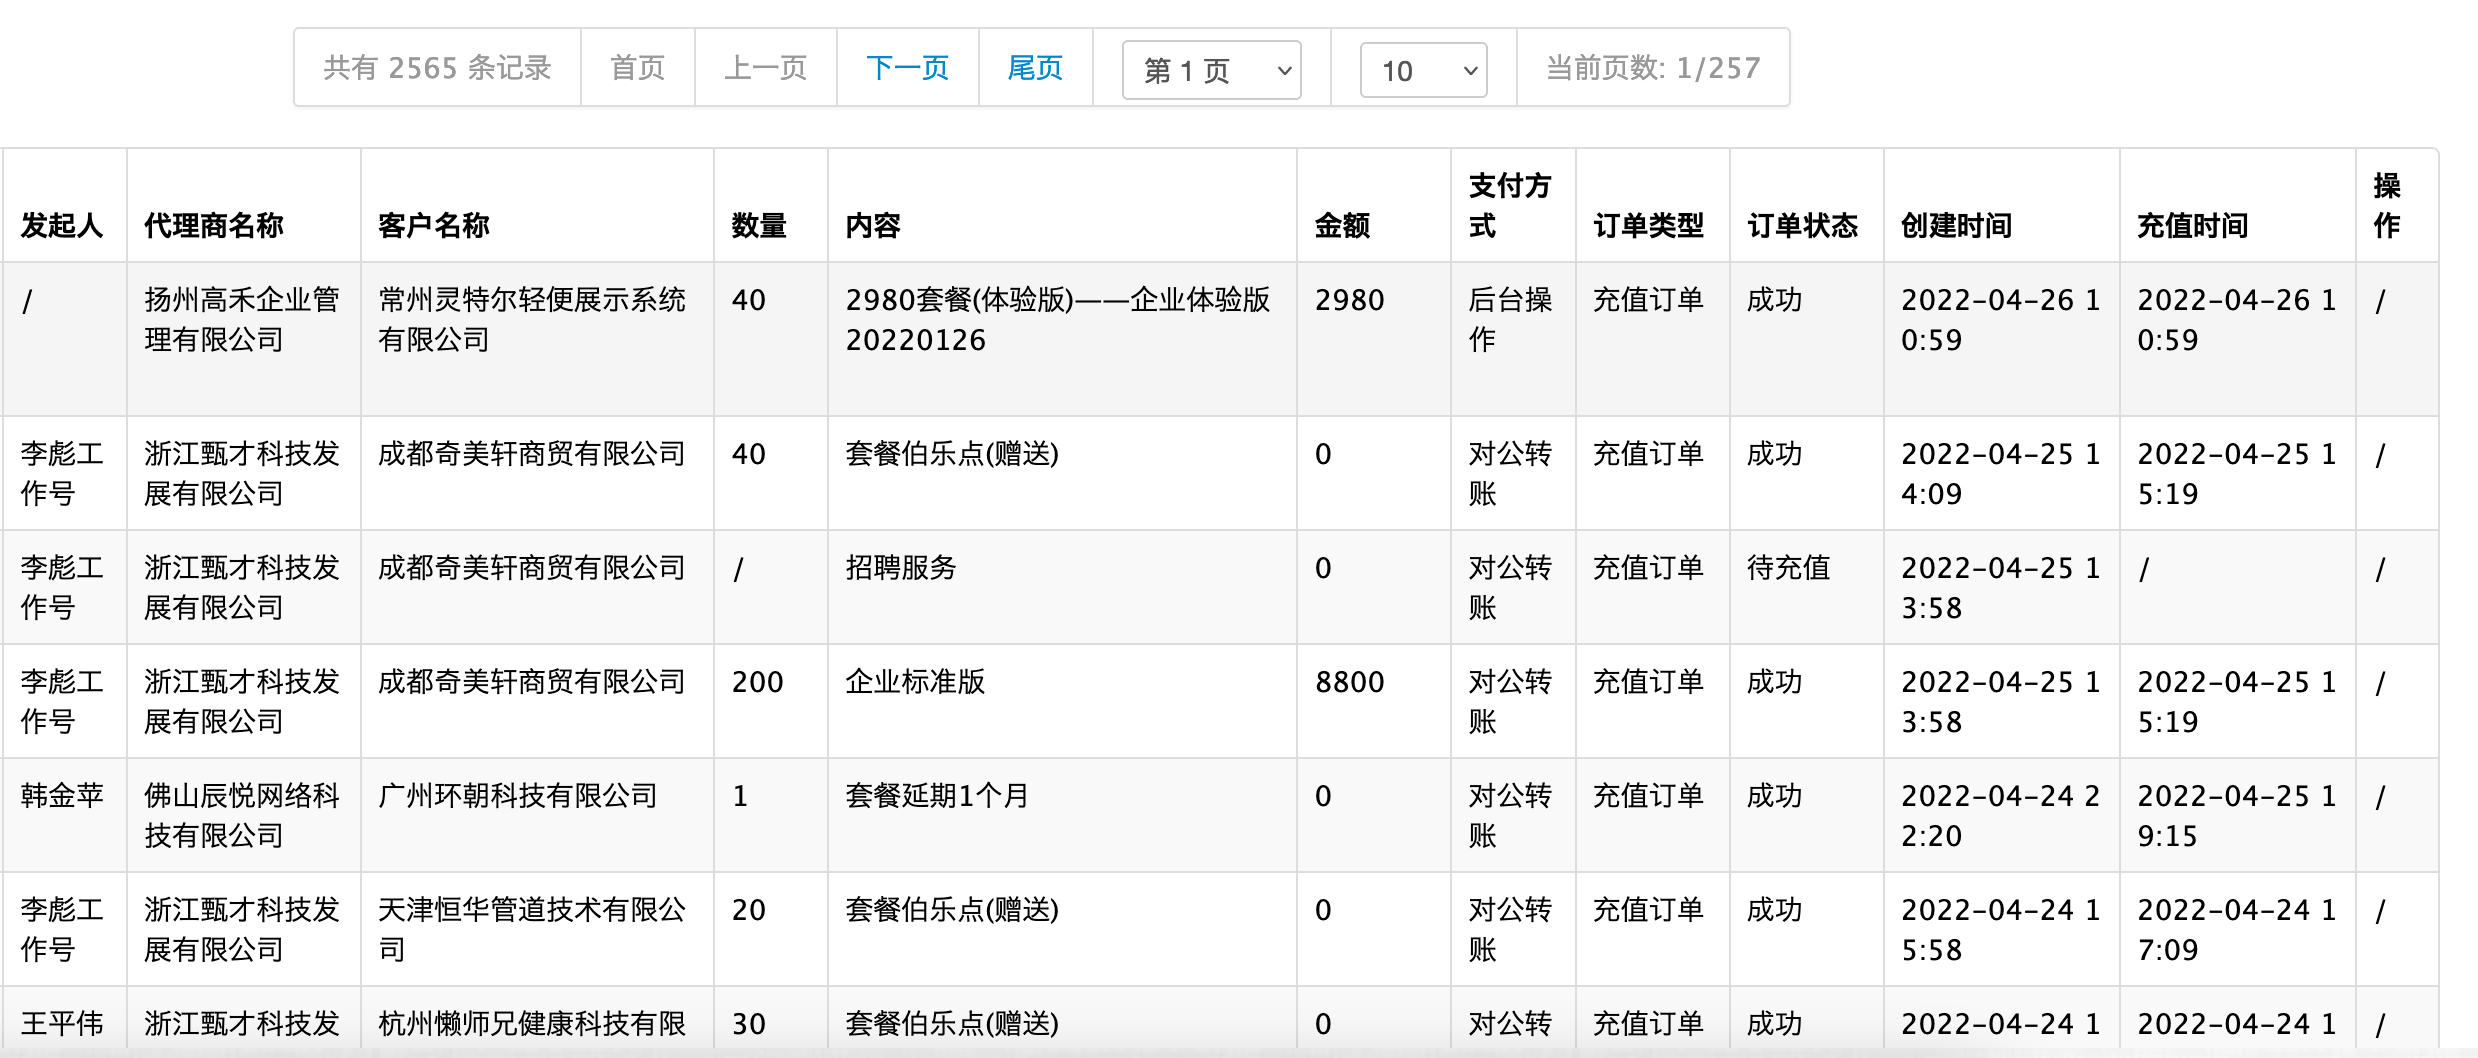 共有 2565 条记录 首页 上一页 下一页 尾页 第 1 页 10 当前页数: 1/257
发起人 代理商名称 客户名称 数量 内容 金额 支付方式 订单类型 订单状态 创建时间 充值时间 操作
/ 扬州高禾企业管 常州灵特尔轻便展示系统 40 2980套餐(体验版)——企业体验版 2980 后台操 充值订单 成功 2022-04-26 1 2022-04-26 1 /
理有限公司 有限公司 20220126 作 0:59 0:59
李彪工 浙江甄才科技发 成都奇美轩商贸有限公司 40 套餐伯乐点(赠送) 0 对公转 充值订单 成功 2022-04-25 1 2022-04-25 1 /
作号 展有限公司 账 4:09 5:19
李彪工 浙江甄才科技发 成都奇美轩商贸有限公司 / 招聘服务 0 对公转 充值订单 待充值 2022-04-25 1 / /
作号 展有限公司 账 3:58
李彪工 浙江甄才科技发 成都奇美轩商贸有限公司 200 企业标准版 8800 对公转 充值订单 成功 2022-04-25 1 2022-04-25 1 /
作号 展有限公司 账 3:58 5:19
韩金苹 佛山辰悦网络科 广州环朝科技有限公司 1 套餐延期1个月 0 对公转 充值订单 成功 2022-04-24 2 2022-04-25 1 /
技有限公司 账 2:20 9:15
李彪工 浙江甄才科技发 天津恒华管道技术有限公 20 套餐伯乐点(赠送) 0 对公转 充值订单 成功 2022-04-24 1 2022-04-24 1 /
作号 展有限公司 司 账 5:58 7:09
王平伟 浙江甄才科技发 杭州懒师兄健康科技有限 30 套餐伯乐点(赠送) 0 对公转 充值订单 成功 2022-04-24 1 2022-04-24 1 /